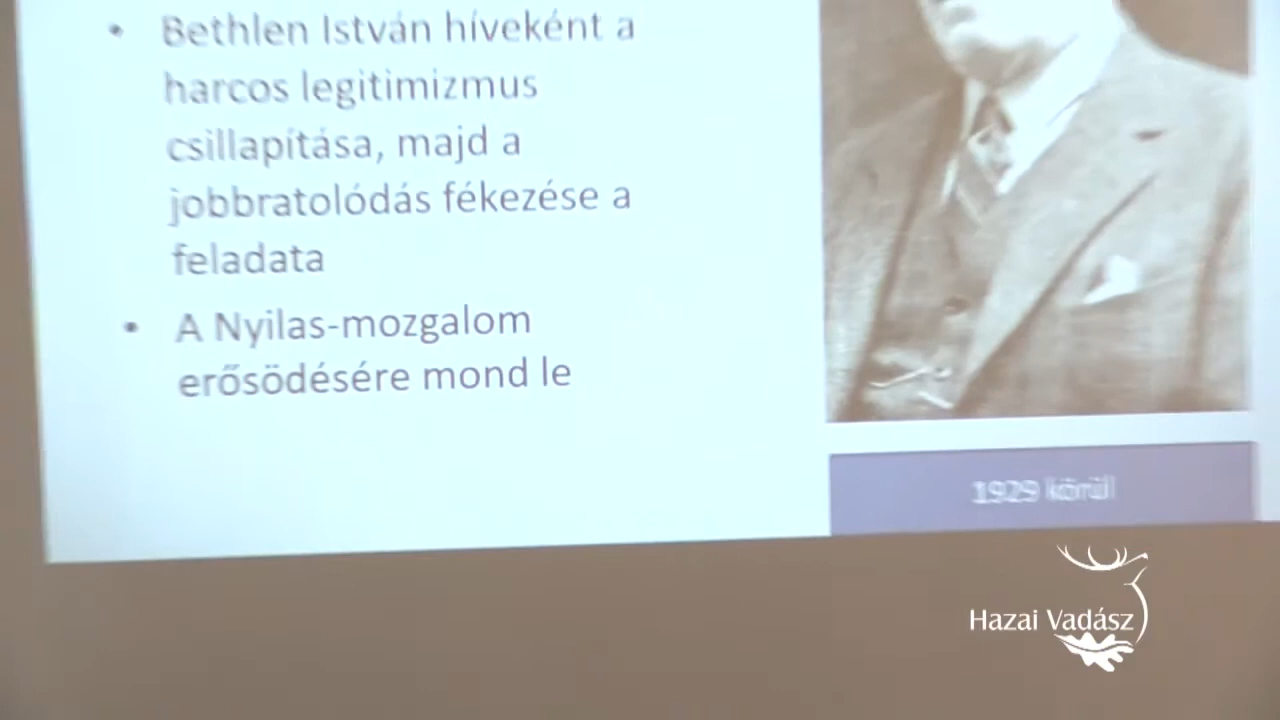 Bethlen István híveként a
harcos legitimizmus
csillapítása, majd a
jobbratolódás fékezése a
feladata
A Nyilas-mozgalom
erősödésére mond le
1929 körül
Hazai Vadász